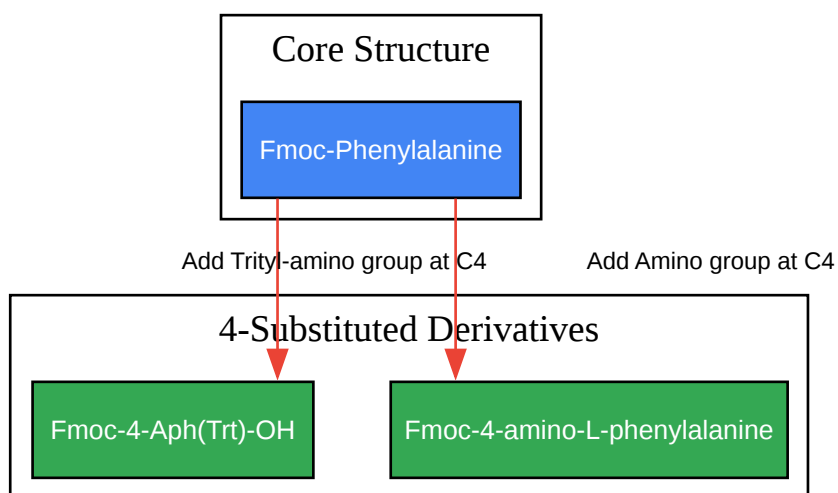 Core Structure
Fmoc-Phenylalanine
Add Trityl-amino group at C4
Add Amino group at C4
4-Substituted Derivatives
Fmoc-4-Aph(Trt)-OH
Fmoc-4-amino-L-phenylalanine